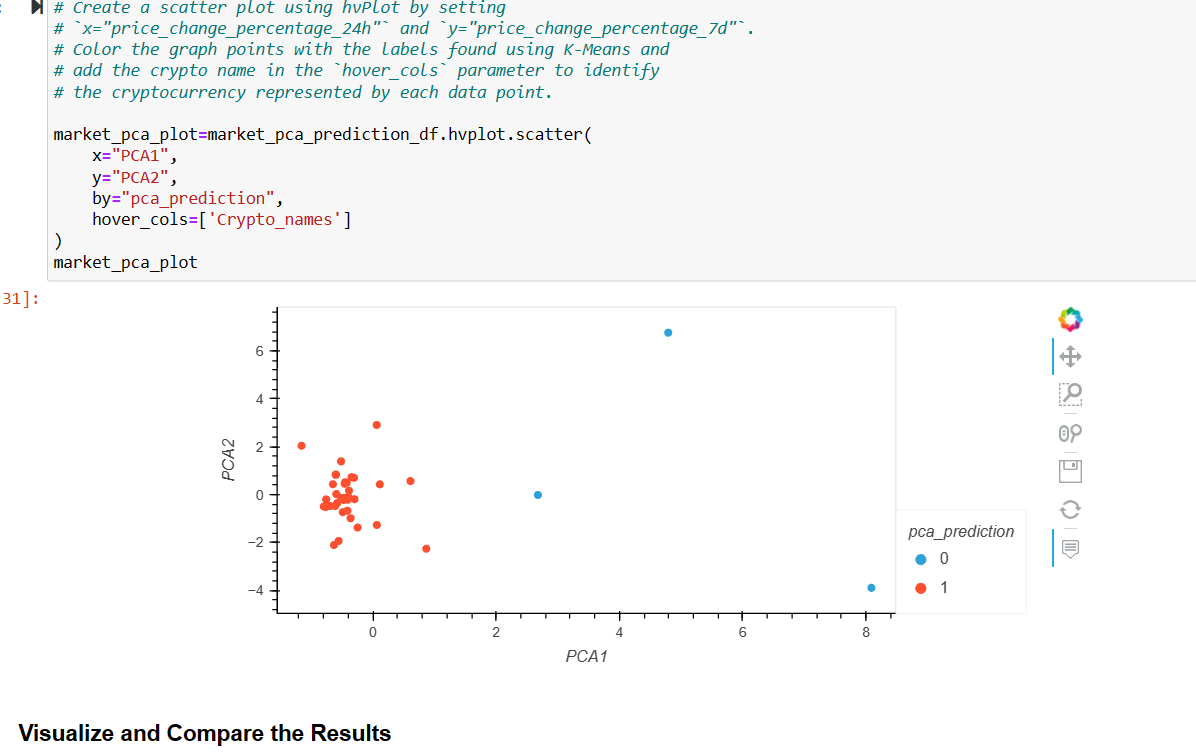 # Create a scatter plot using hvPlot by setting
# `x="price_change_percentage_24h"` and `y="price_change_percentage_7d"`.
# Color the graph points with the labels found using K-Means and
# add the crypto name in the `hover_cols` parameter to identify
# the cryptocurrency represented by each data point.
market_pca_plot=market_pca_prediction_df.hvplot.scatter(
x="PCA1",
y="PCA2",
by="pca_prediction",
hover_cols=['Crypto_names']
)
market_pca_plot
31]:
6
4
2
0
−2
−4
PCA2
0
2
4
6
8
PCA1
pca_prediction
0
1
Visualize and Compare the Results